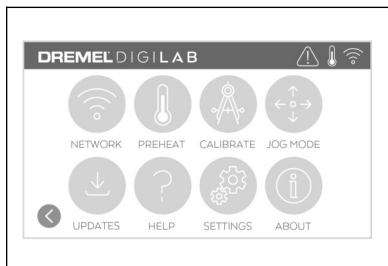 DREMEL DIGILAB
NETWORK PREHEAT CALIBRATE JOG MODE
UPDATES HELP SETTINGS ABOUT